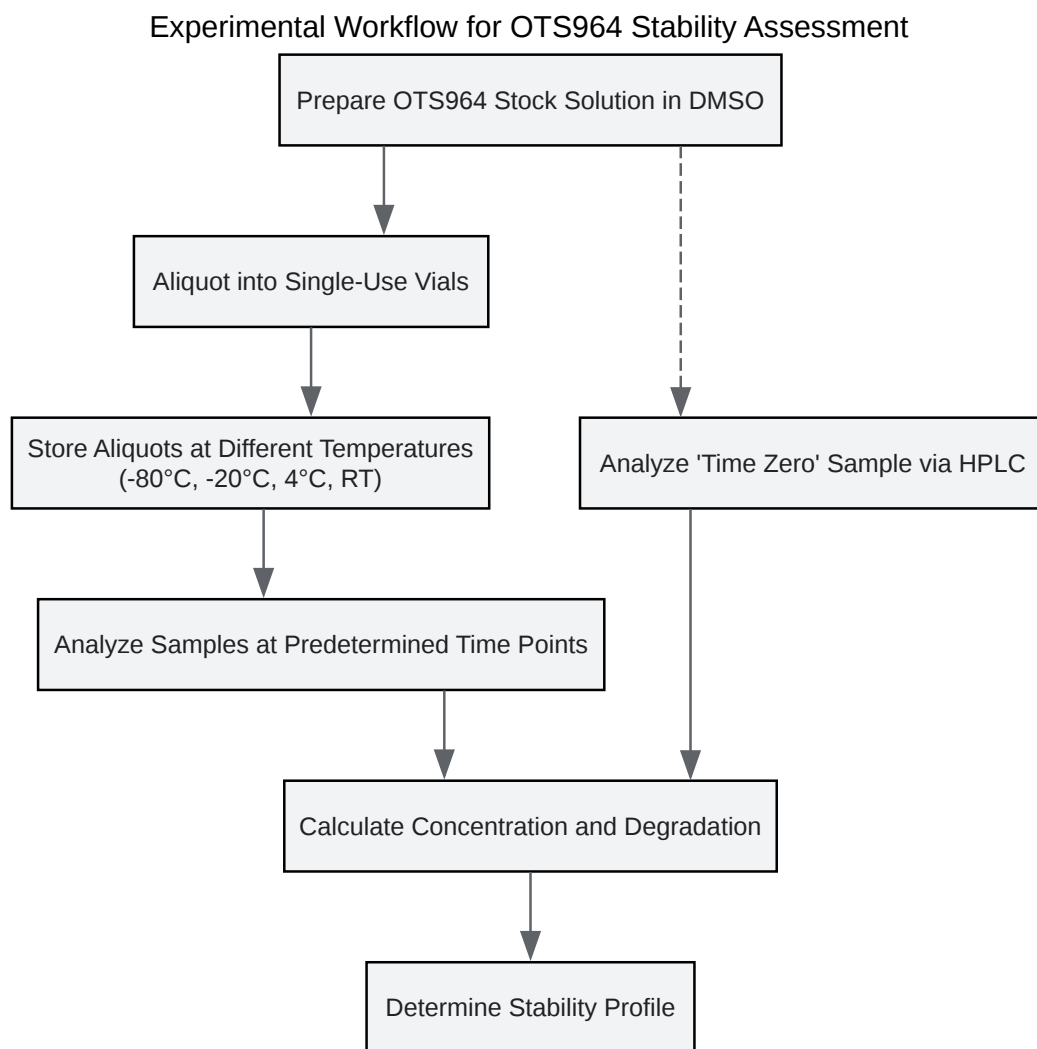 Experimental Workflow for OTS964 Stability Assessment
Prepare OTS964 Stock Solution in DMSO
Aliquot into Single-Use Vials
Store Aliquots at Different Temperatures
(-80°C, -20°C, 4°C, RT)
Analyze 'Time Zero' Sample via HPLC
Analyze Samples at Predetermined Time Points
Calculate Concentration and Degradation
Determine Stability Profile